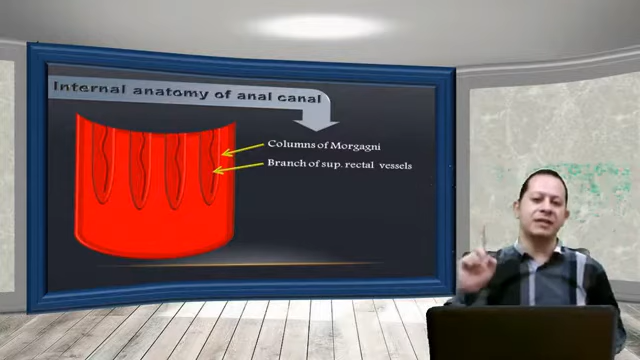 Internal anatomy of anal canal
Columns of Morgagni
Branch of sup. rectal vessels